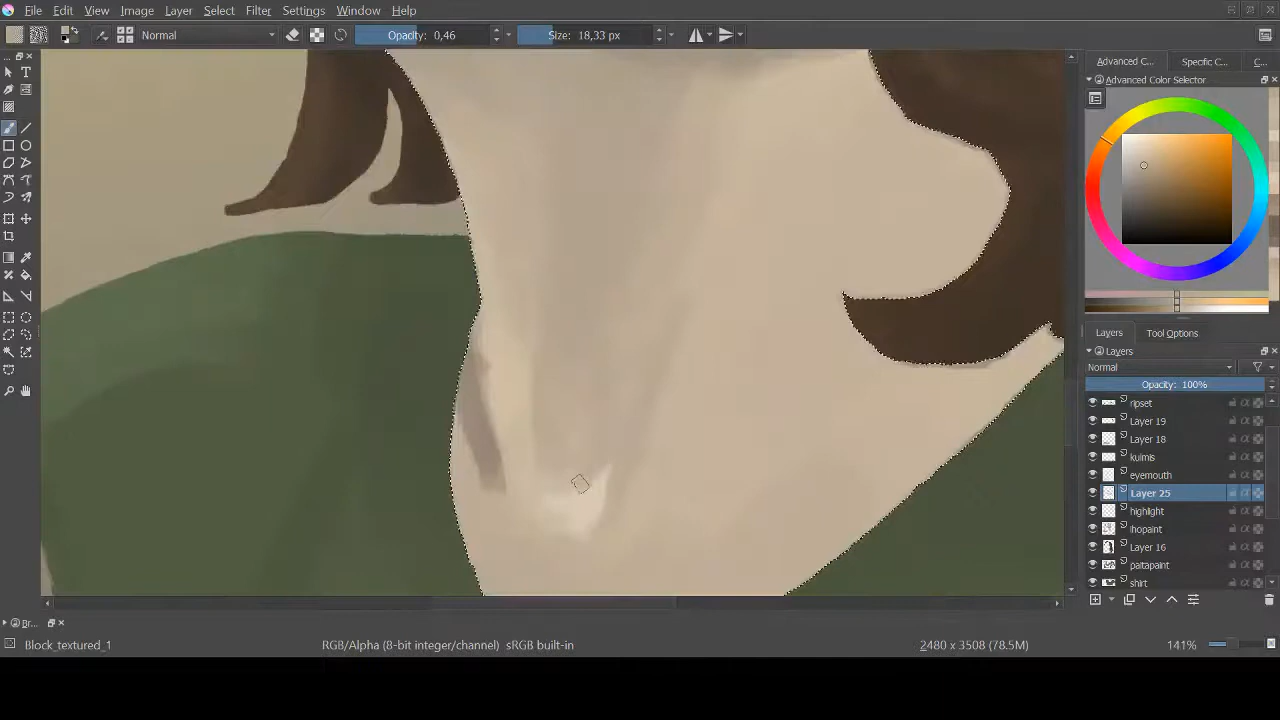 File Edit View Image Layer Select Filter Settings Window Help
Normal Opacity: 0,46 Size: 18,33 px
Advanced C... Specific C... C...
Advanced Color Selector
Layers Tool Options
Layers
Normal
Opacity: 100%
ripset
Layer 19
Layer 18
kulmis
eyemouth
Layer 25
highlight
ihopaint
Layer 16
paitapaint
shirt
Br...
Block_textured_1 RGB/Alpha (8-bit integer/channel) sRGB built-in 2480 x 3508 (78.5M) 141%